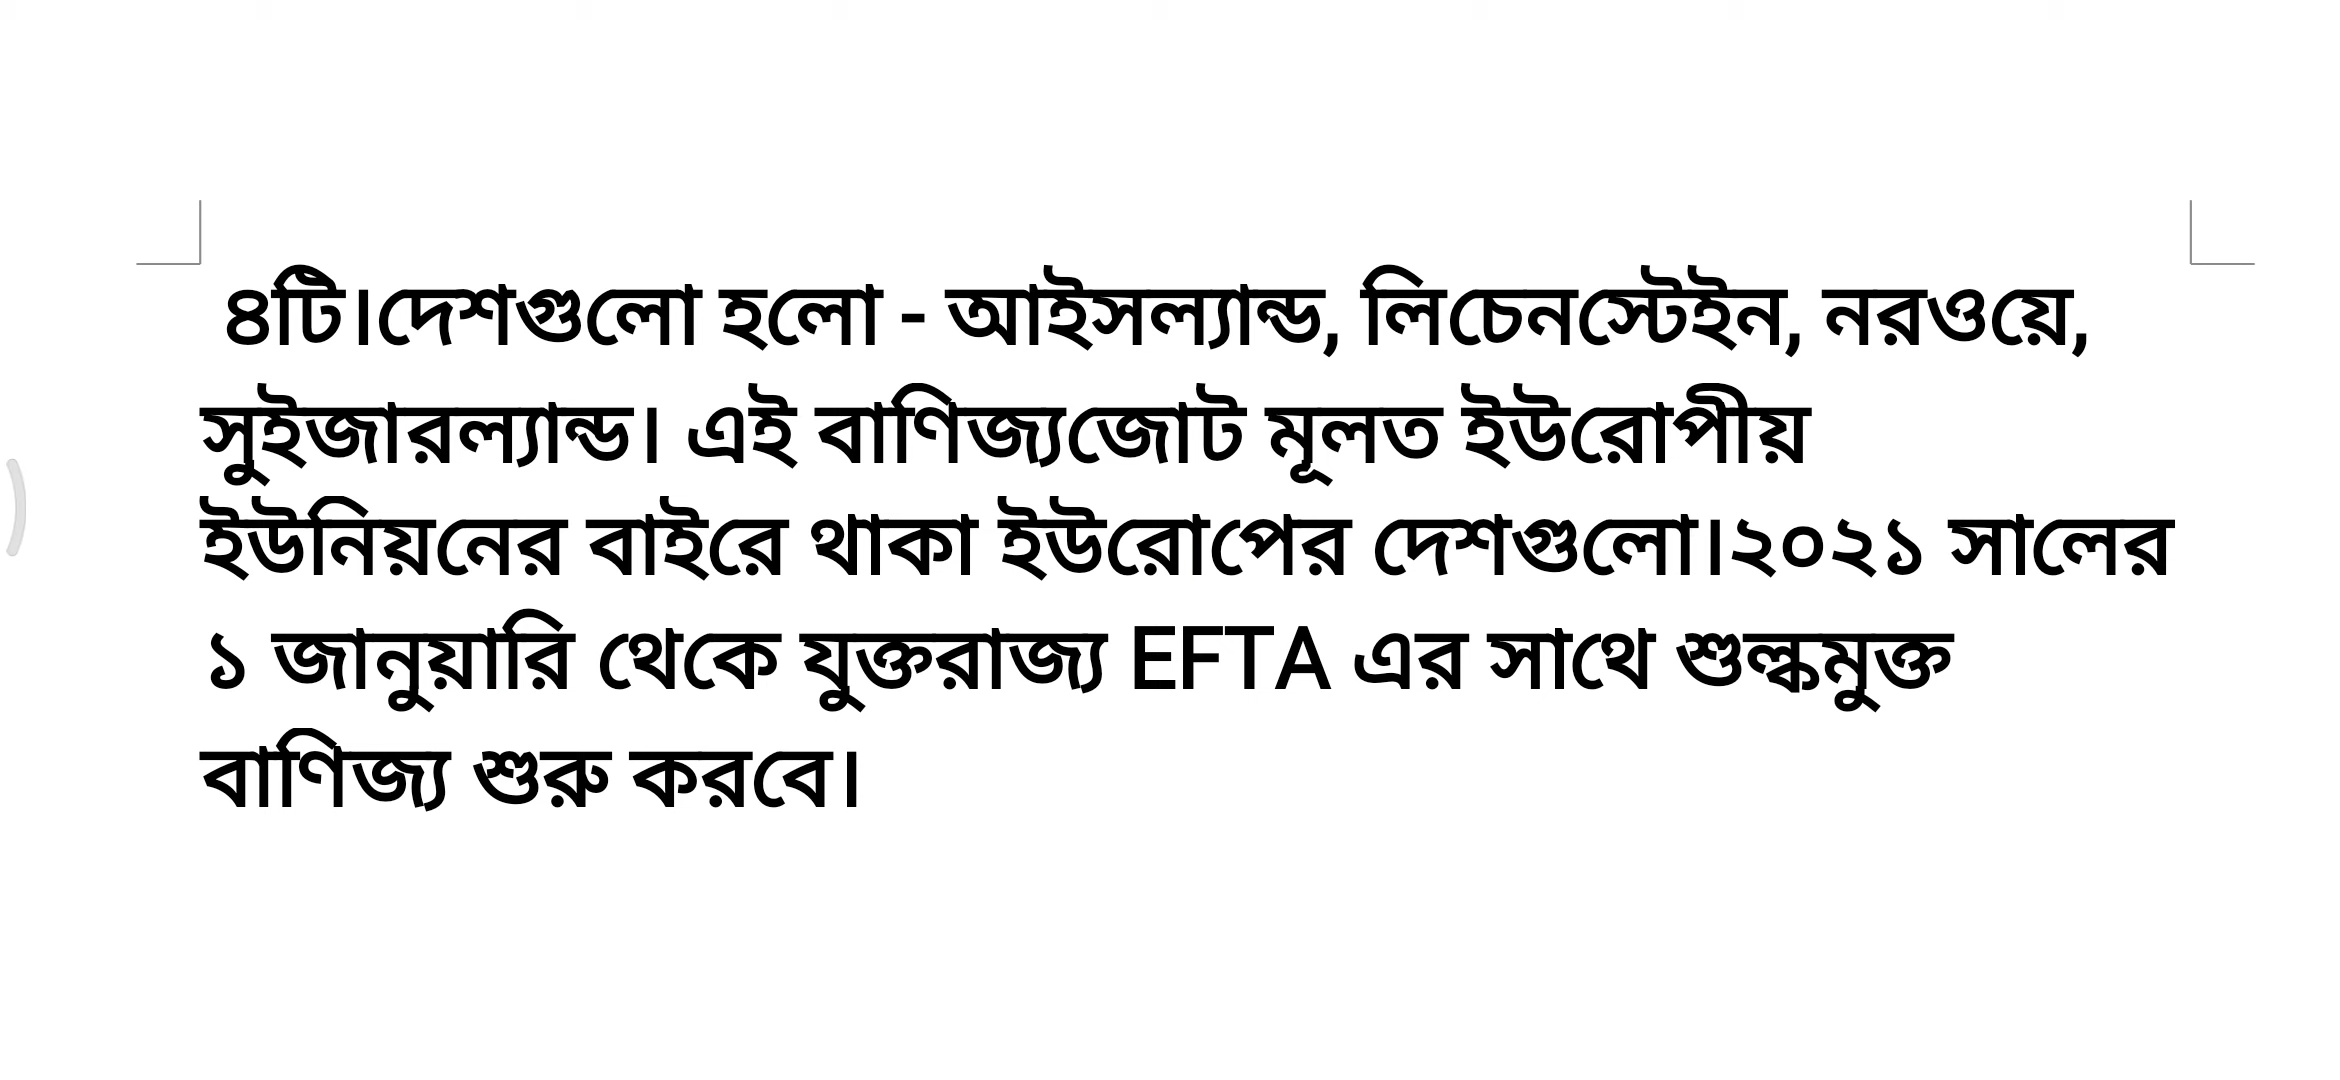 ৪টি।দেশগুলো হলো - আইসল্যান্ড, লিচেনস্টেইন, নরওয়ে,
সুইজারল্যান্ড। এই বাণিজ্যজোট মূলত ইউরোপীয়
ইউনিয়নের বাইরে থাকা ইউরোপের দেশগুলো।২০২১ সালের
১ জানুয়ারি থেকে যুক্তরাজ্য EFTA এর সাথে শুল্কমুক্ত
বাণিজ্য শুরু করবে।